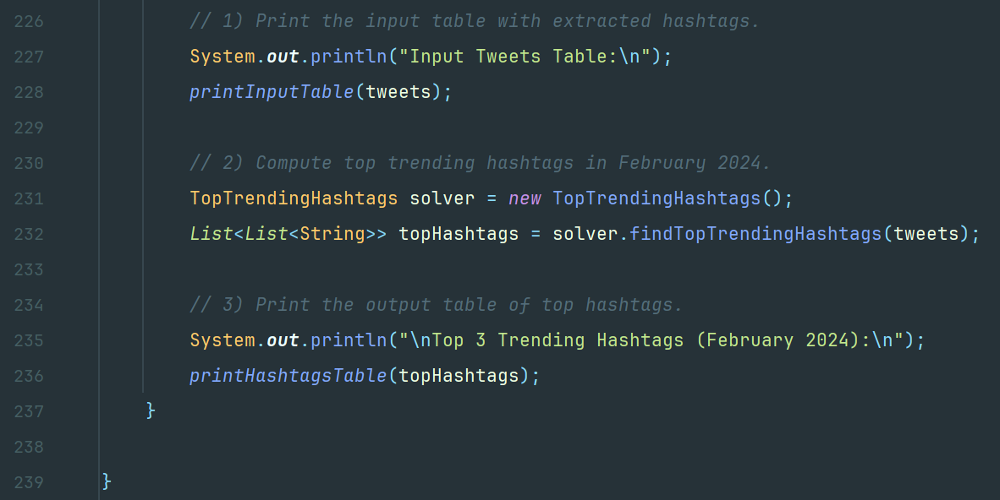 226 // 1) Print the input table with extracted hashtags.
227 System.out.println("Input Tweets Table:\n");
228 printInputTable(tweets);
229
230 // 2) Compute top trending hashtags in February 2024.
231 TopTrendingHashtags solver = new TopTrendingHashtags();
232 List<List<String>> topHashtags = solver.findTopTrendingHashtags(tweets);
233
234 // 3) Print the output table of top hashtags.
235 System.out.println("\nTop 3 Trending Hashtags (February 2024):\n");
236 printHashtagsTable(topHashtags);
237 }
238
239 }